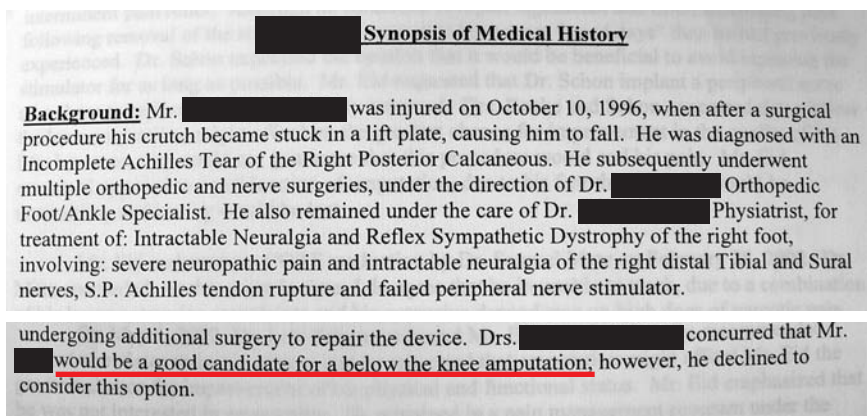 Synopsis of Medical History
Background: Mr. was injured on October 10, 1996, when after a surgical
procedure his crutch became stuck in a lift plate, causing him to fall. He was diagnosed with an
Incomplete Achilles Tear of the Right Posterior Calcaneous. He subsequently underwent
multiple orthopedic and nerve surgeries, under the direction of Dr. Orthopedic
Foot/Ankle Specialist. He also remained under the care of Dr. Physiatrist, for
treatment of: Intractable Neuralgia and Reflex Sympathetic Dystrophy of the right foot,
involving: severe neuropathic pain and intractable neuralgia of the right distal Tibial and Sural
nerves, S.P. Achilles tendon rupture and failed peripheral nerve stimulator.
undergoing additional surgery to repair the device. Drs. concurred that Mr.
would be a good candidate for a below the knee amputation; however, he declined to
consider this option.